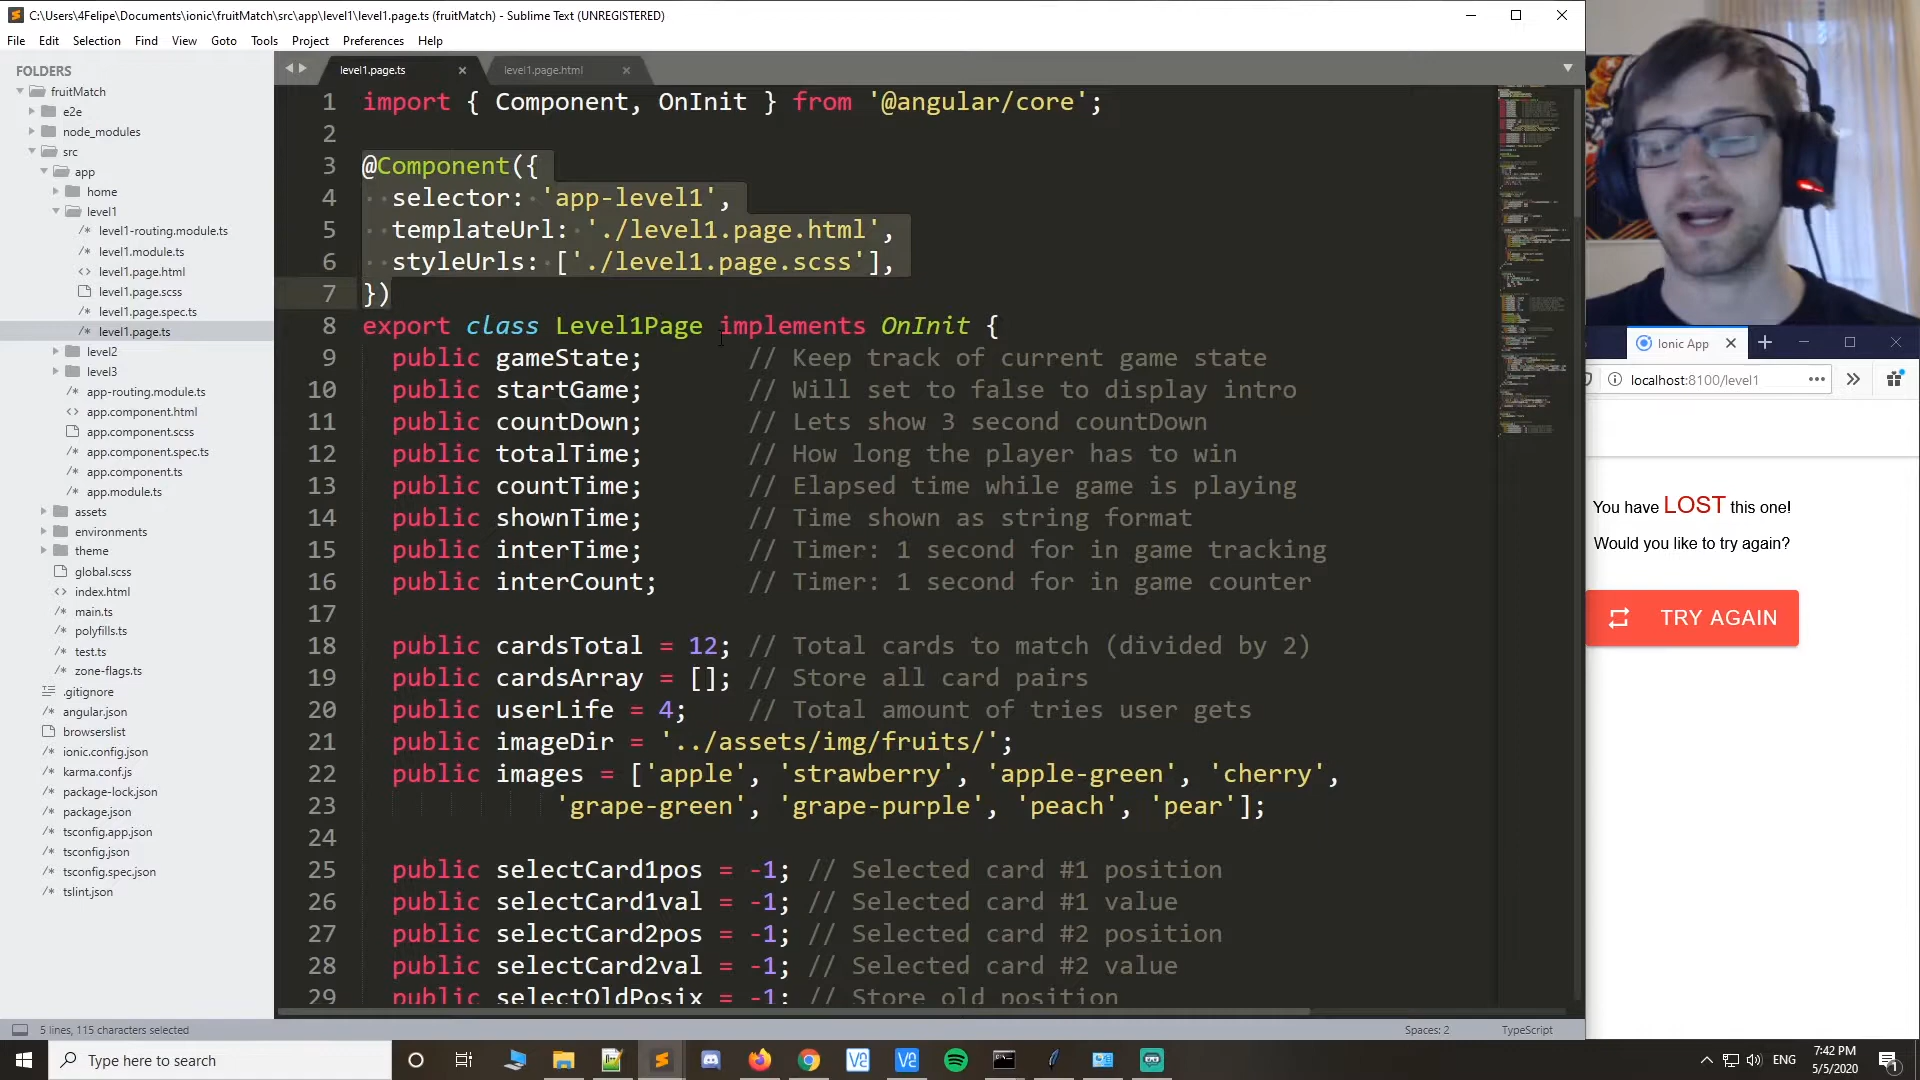 C:\Users\4Felipe\Documents\ionic\fruitMatch\src\app\level1\level1.page.ts (fruitMatch) - Sublime Text (UNREGISTERED)
File Edit Selection Find View Goto Tools Project Preferences Help
FOLDERS
fruitMatch
e2e
node_modules
src
app
home
level1
level1-routing.module.ts
level1.module.ts
level1.page.html
level1.page.scss
level1.page.spec.ts
level1.page.ts
level2
level3
app-routing.module.ts
app.component.html
app.component.scss
app.component.spec.ts
app.component.ts
app.module.ts
assets
environments
theme
global.scss
index.html
main.ts
polyfills.ts
test.ts
zone-flags.ts
.gitignore
angular.json
browserslist
ionic.config.json
karma.conf.js
package-lock.json
package.json
tsconfig.app.json
tsconfig.json
tsconfig.spec.json
tslint.json
level1.page.ts level1.page.html
1 import { Component, OnInit } from '@angular/core';
2
3 @Component({
4 selector: 'app-level1',
5 templateUrl: './level1.page.html',
6 styleUrls: ['./level1.page.scss'],
7 })
8 export class Level1Page implements OnInit {
9 public gameState; // Keep track of current game state
10 public startGame; // Will set to false to display intro
11 public countDown; // Lets show 3 second countDown
12 public totalTime; // How long the player has to win
13 public countTime; // Elapsed time while game is playing
14 public shownTime; // Time shown as string format
15 public interTime; // Timer: 1 second for in game tracking
16 public interCount; // Timer: 1 second for in game counter
17
18 public cardsTotal = 12; // Total cards to match (divided by 2)
19 public cardsArray = []; // Store all card pairs
20 public userLife = 4; // Total amount of tries user gets
21 public imageDir = '../assets/img/fruits/';
22 public images = ['apple', 'strawberry', 'apple-green', 'cherry',
23 'grape-green', 'grape-purple', 'peach', 'pear'];
24
25 public selectCard1pos = -1; // Selected card #1 position
26 public selectCard1val = -1; // Selected card #1 value
27 public selectCard2pos = -1; // Selected card #2 position
28 public selectCard2val = -1; // Selected card #2 value
29 public selectOldPosix = -1; // Store old position
5 lines, 115 characters selected
Spaces: 2 TypeScript
Ionic App
localhost:8100/level1
You have LOST this one!
Would you like to try again?
TRY AGAIN
Type here to search
ENG
7:42 PM
5/5/2020
1